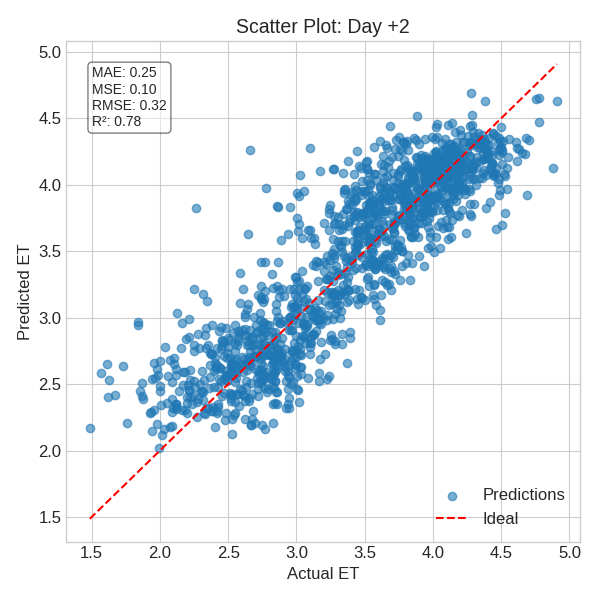 Scatter Plot: Day +2
MAE: 0.25
MSE: 0.10
RMSE: 0.32
R²: 0.78
5.0
4.5
4.0
3.5
3.0
2.5
2.0
1.5
Predicted ET
Predictions
Ideal
1.5 2.0 2.5 3.0 3.5 4.0 4.5 5.0
Actual ET